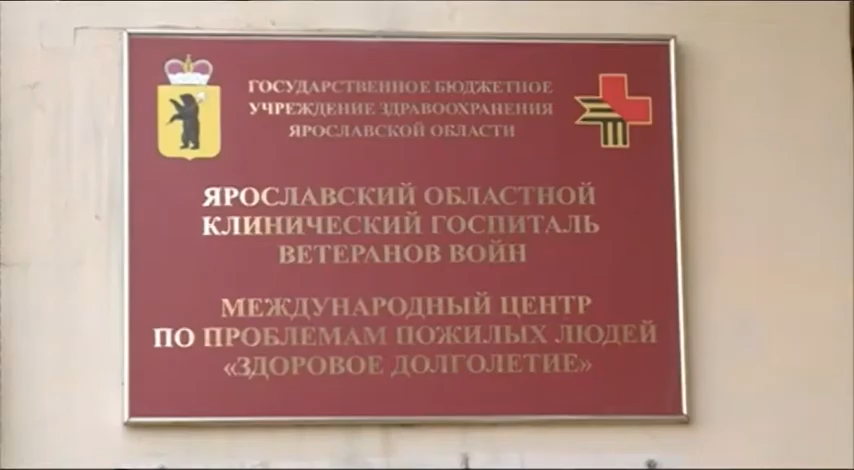 ГОСУДАРСТВЕННОЕ БЮДЖЕТНОЕ
УЧРЕЖДЕНИЕ ЗДРАВООХРАНЕНИЯ
ЯРОСЛАВСКОЙ ОБЛАСТИ
ЯРОСЛАВСКИЙ ОБЛАСТНОЙ
КЛИНИЧЕСКИЙ ГОСПИТАЛЬ
ВЕТЕРАНОВ ВОЙН
МЕЖДУНАРОДНЫЙ ЦЕНТР
ПО ПРОБЛЕМАМ ПОЖИЛЫХ ЛЮДЕЙ
«ЗДОРОВОЕ ДОЛГОЛЕТИЕ»